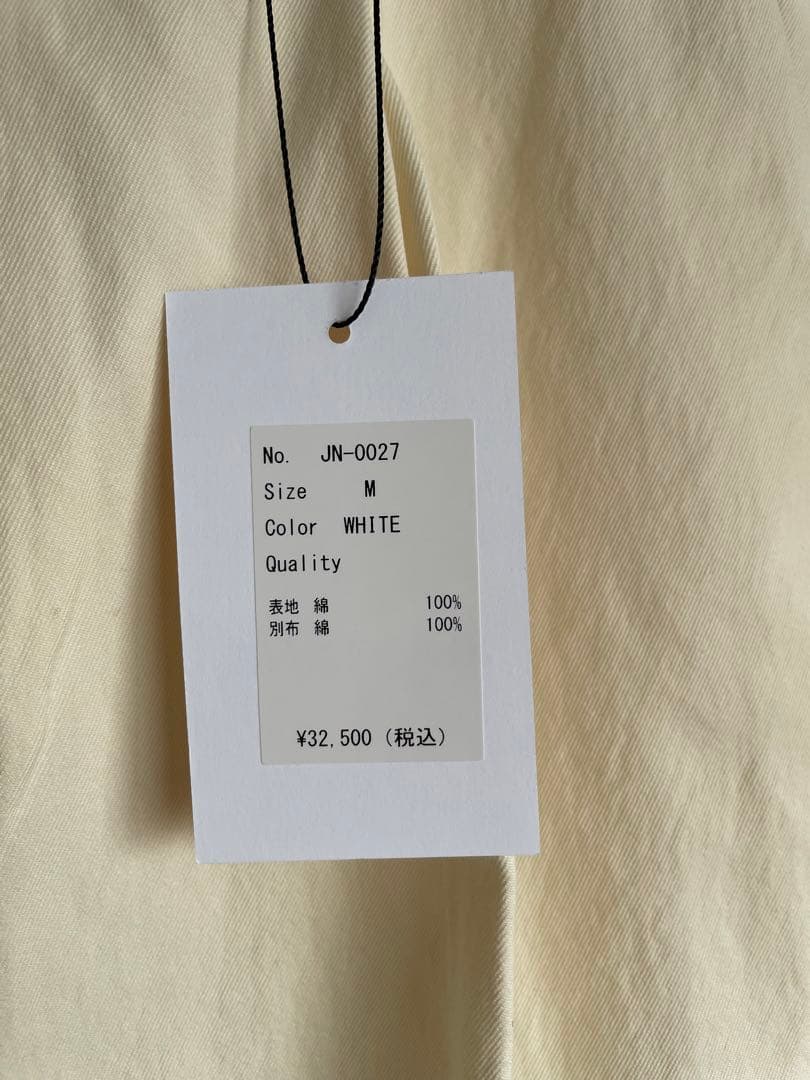 No. JN-0027
Size M
Color WHITE
Quality
表地 綿 100%
別布 綿 100%
¥32,500 (税込)